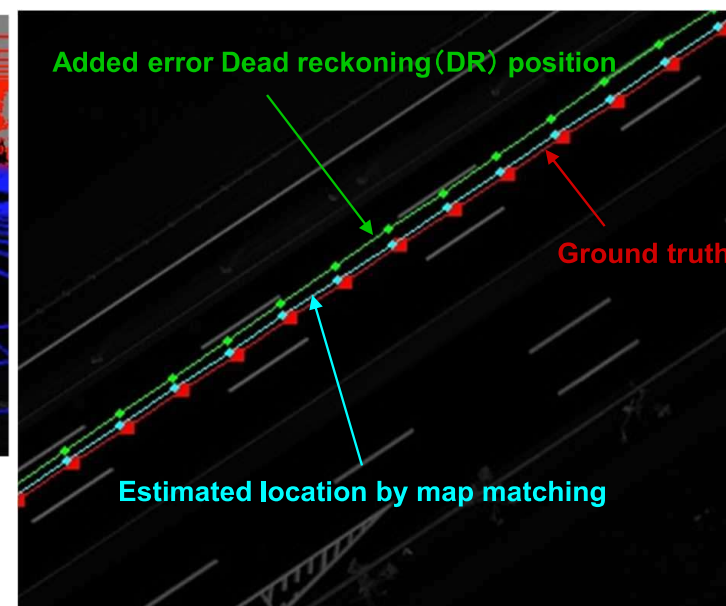 Added error Dead reckoning（DR）position
Ground truth
Estimated location by map matching